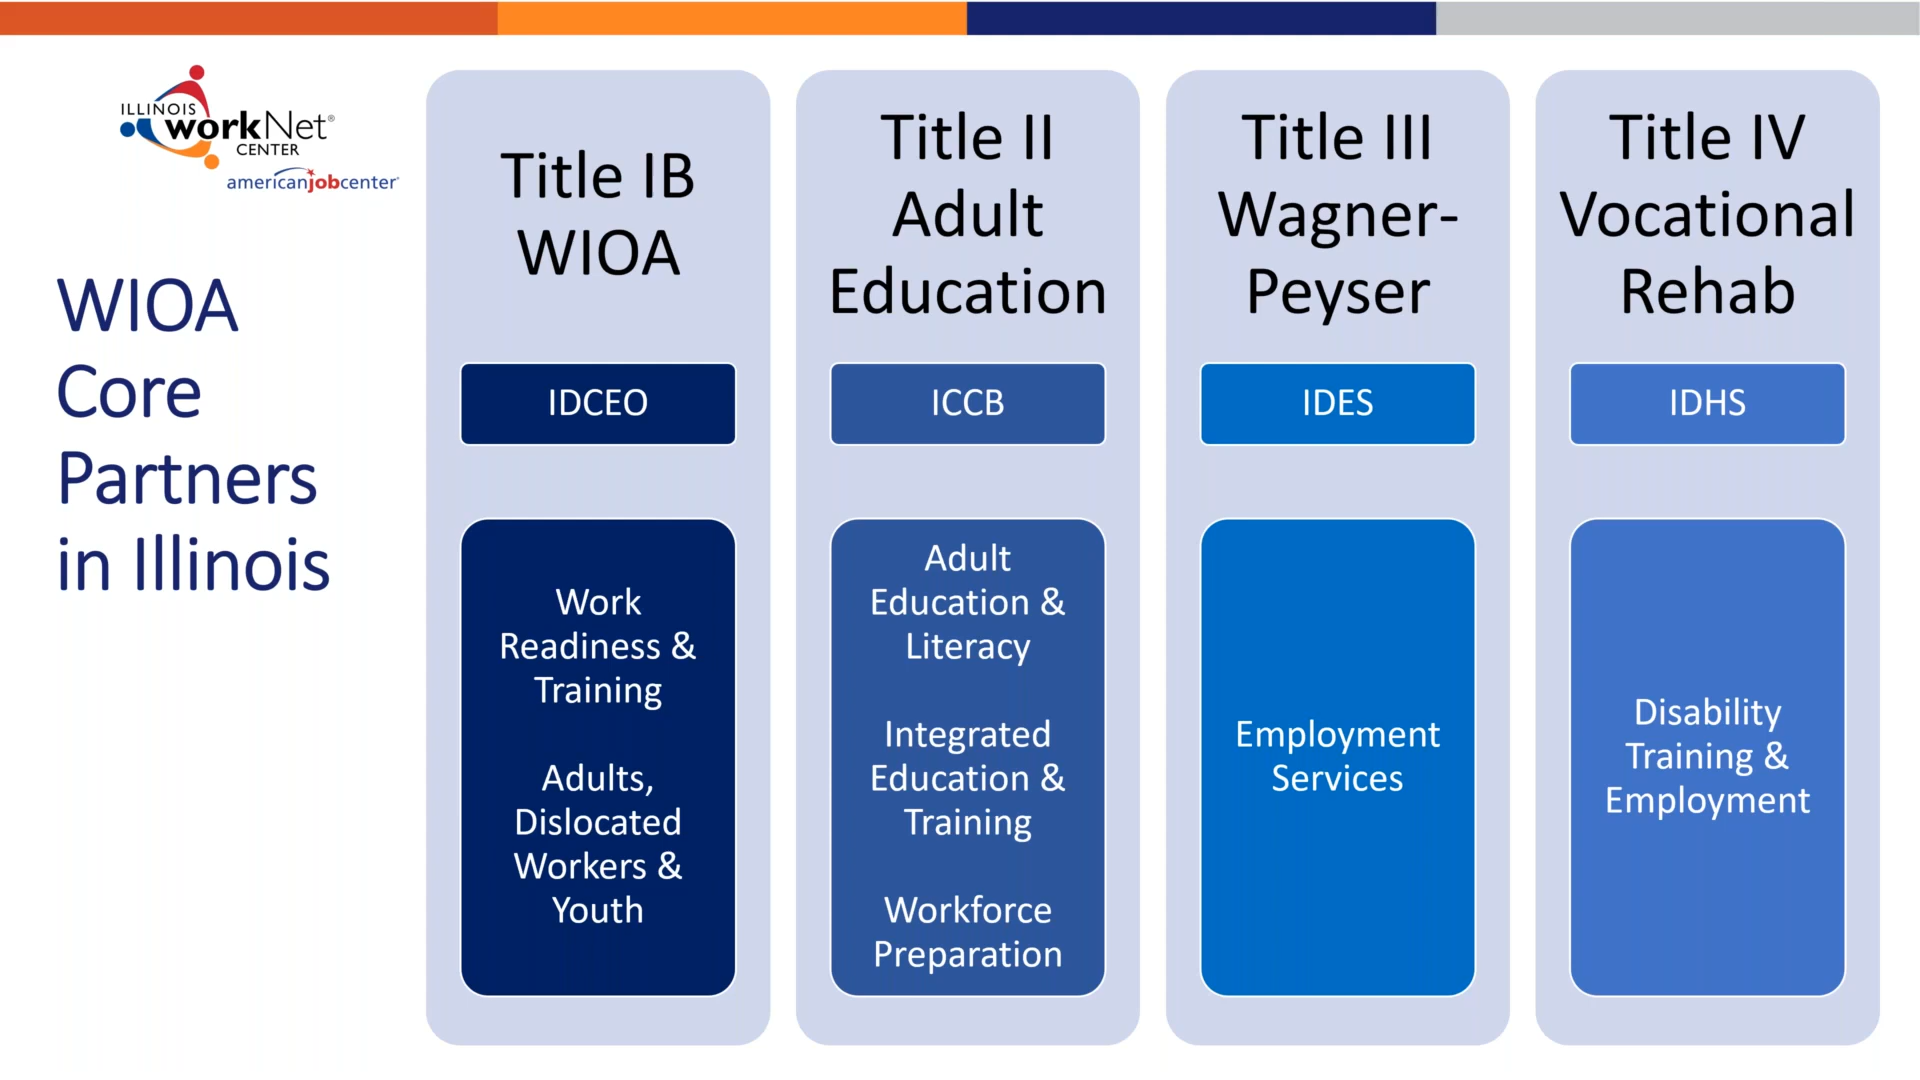 ILLINOIS
workNet®
CENTER
americanjobcenter®
WIOA
Core
Partners
in Illinois
Title IB
WIOA
IDCEO
Work
Readiness &
Training
Adults,
Dislocated
Workers &
Youth
Title II
Adult
Education
ICCB
Adult
Education &
Literacy
Integrated
Education &
Training
Workforce
Preparation
Title III
Wagner-
Peyser
IDES
Employment
Services
Title IV
Vocational
Rehab
IDHS
Disability
Training &
Employment